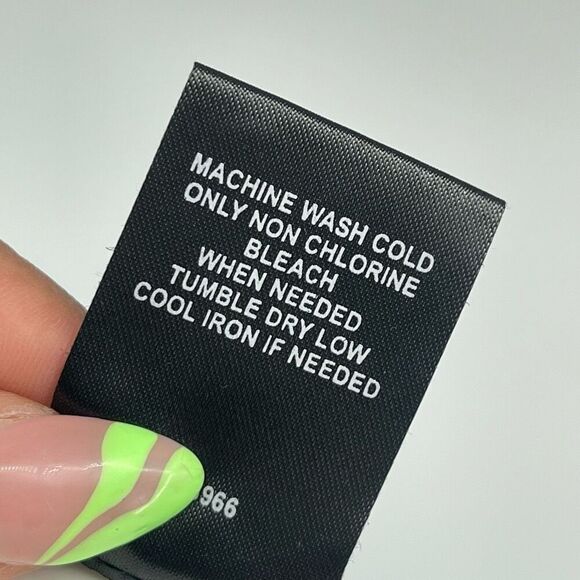 MACHINE WASH COLD
ONLY NON CHLORINE
BLEACH
WHEN NEEDED
TUMBLE DRY LOW
COOL IRON IF NEEDED
966